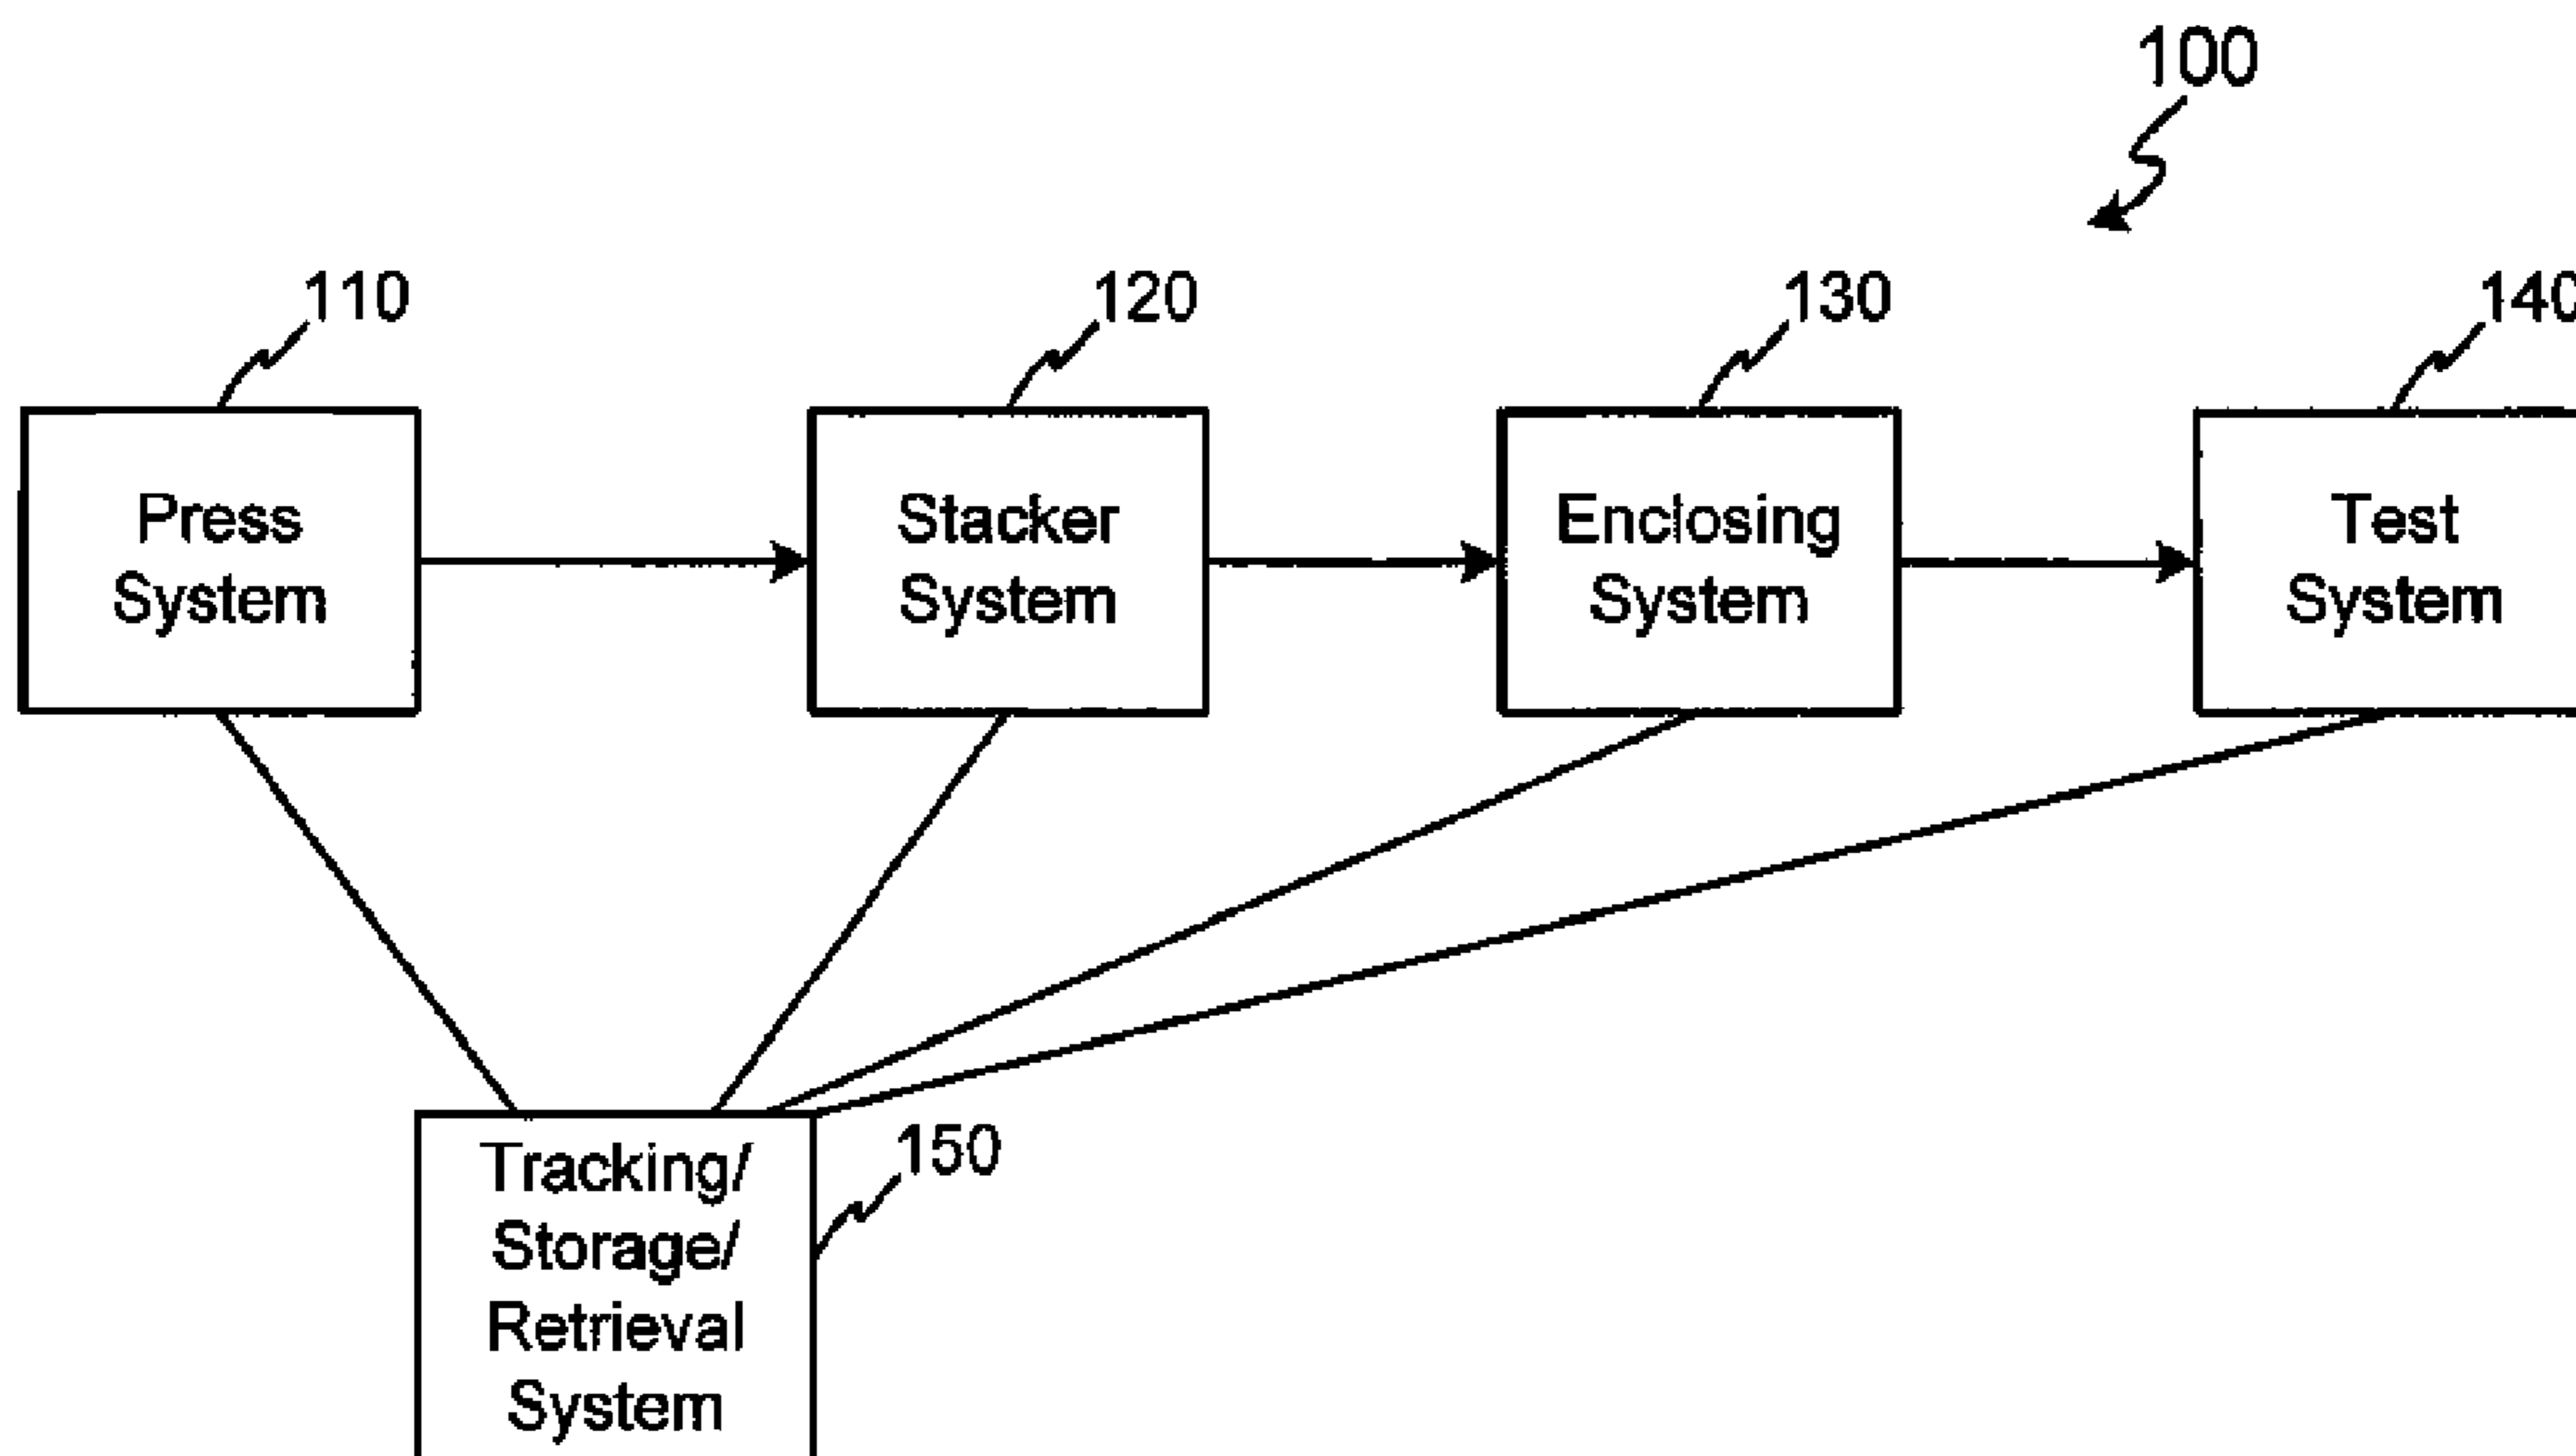 100
110
120
130
140
Press
System
Stacker
System
Enclosing
System
Test
System
150
Tracking/
Storage/
Retrieval
System